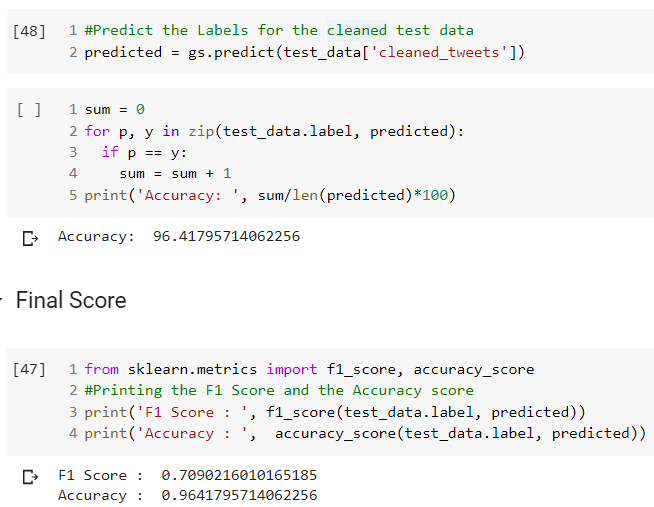 [48] 1 #Predict the Labels for the cleaned test data
2 predicted = gs.predict(test_data['cleaned_tweets'])
[ ] 1 sum = 0
2 for p, y in zip(test_data.label, predicted):
3 if p == y:
4 sum = sum + 1
5 print('Accuracy: ', sum/len(predicted)*100)
Accuracy: 96.41795714062256
Final Score
[47] 1 from sklearn.metrics import f1_score, accuracy_score
2 #Printing the F1 Score and the Accuracy score
3 print('F1 Score : ', f1_score(test_data.label, predicted))
4 print('Accuracy : ', accuracy_score(test_data.label, predicted))
F1 Score : 0.7090216010165185
Accuracy : 0.9641795714062256